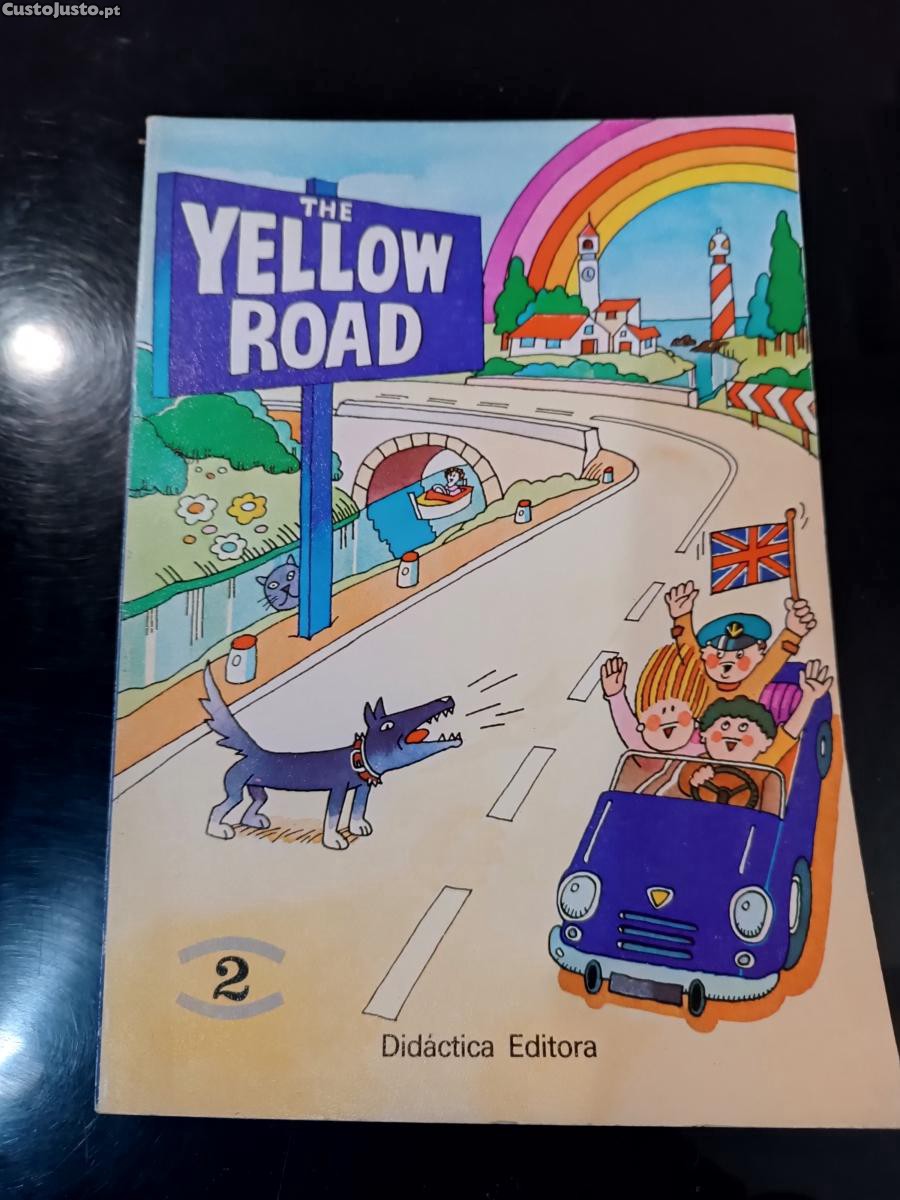 CustoJusto.pt
THE
YELLOW
ROAD
2
Didáctica Editora